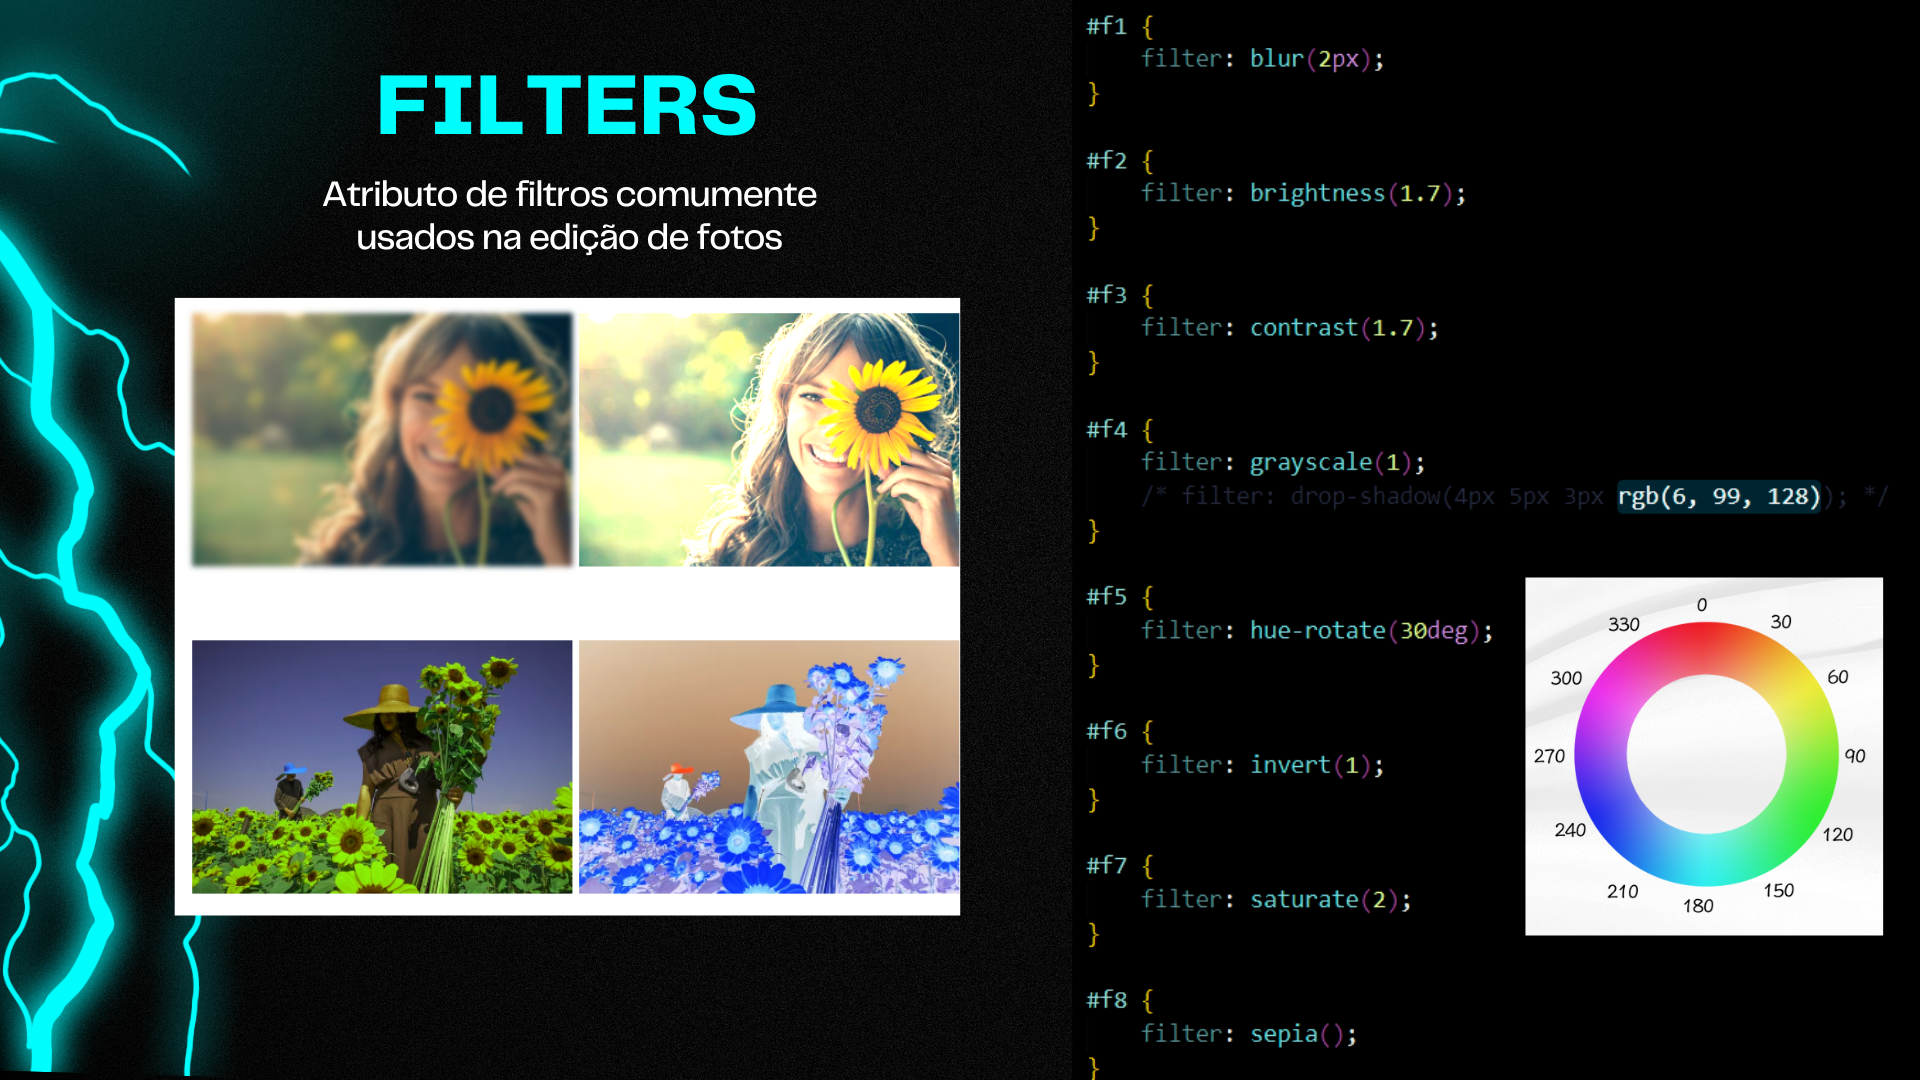 FILTERS
Atributo de filtros comumente
usados na edição de fotos
#f1 {
filter: blur(2px);
}
#f2 {
filter: brightness(1.7);
}
#f3 {
filter: contrast(1.7);
}
#f4 {
filter: grayscale(1);
/* filter: drop-shadow(4px 5px 3px rgb(6, 99, 128)); */
}
#f5 {
filter: hue-rotate(30deg);
}
#f6 {
filter: invert(1);
}
#f7 {
filter: saturate(2);
}
#f8 {
filter: sepia();
}
0
30
60
90
120
150
180
210
240
270
300
330